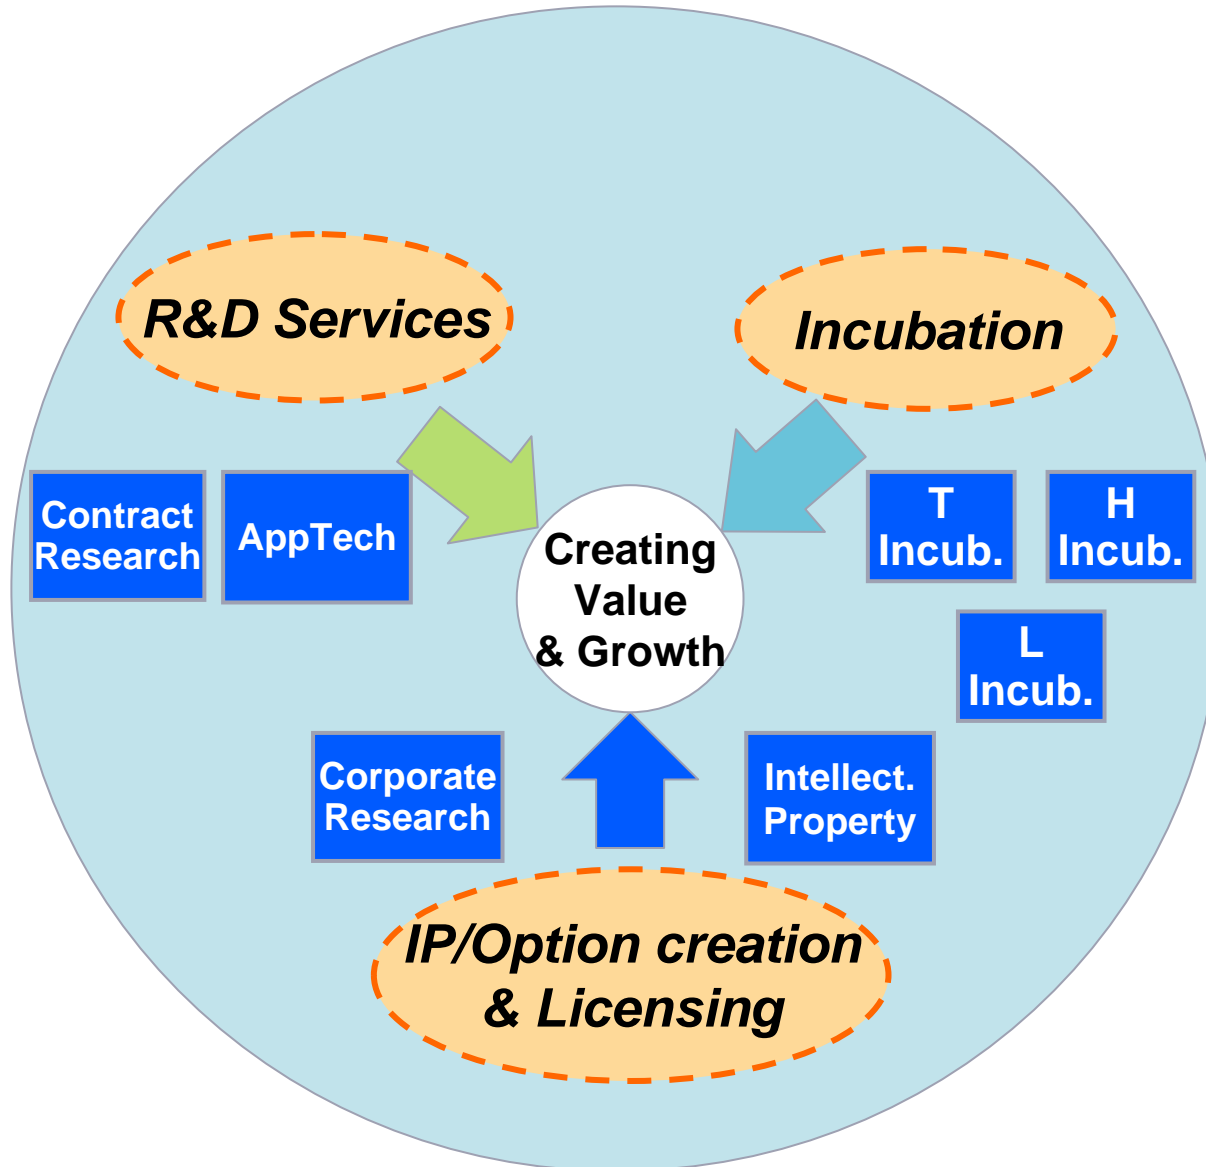 R&D Services
Incubation
Contract
Research
AppTech
Creating
Value
& Growth
T
Incub.
H
Incub.
L
Incub.
Corporate
Research
Intellect.
Property
IP/Option creation
& Licensing